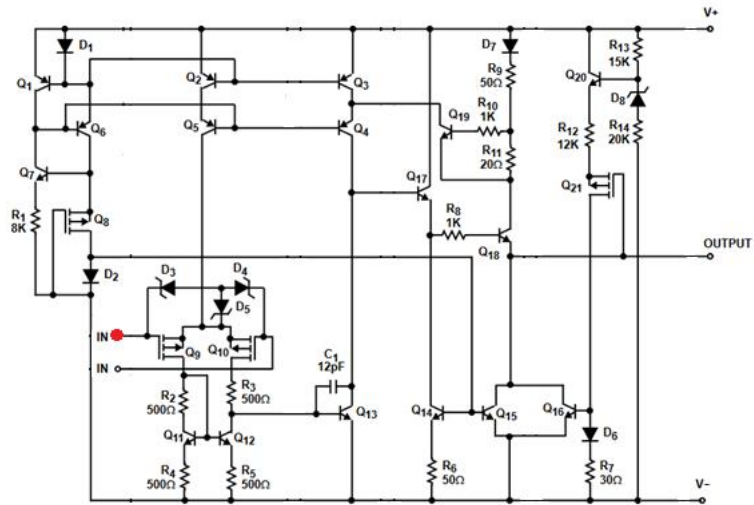 V+
D1
D7
R13
15K
Q1
Q2
Q3
R9
50Ω
Q20
D8
R10
1K
Q19
Q6
Q5
Q4
R12
12K
R14
20K
R11
20Ω
Q7
Q17
Q21
R1
8K
Q8
R8
1K
Q18
OUTPUT
D2
D3
D4
D5
IN
Q9
Q10
IN
C1
12pF
R2
500Ω
R3
500Ω
Q13
Q14
Q15
Q16
Q11
Q12
D6
R4
500Ω
R5
500Ω
R6
50Ω
R7
30Ω
V−